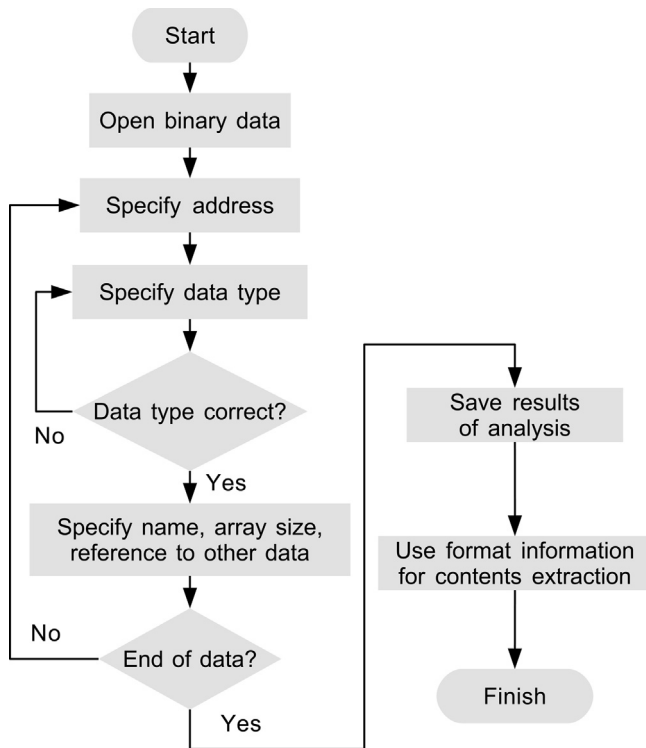 Start
Open binary data
Specify address
Specify data type
Data type correct?
No
Yes
Specify name, array size,
reference to other data
No
End of data?
Yes
Save results
of analysis
Use format information
for contents extraction
Finish